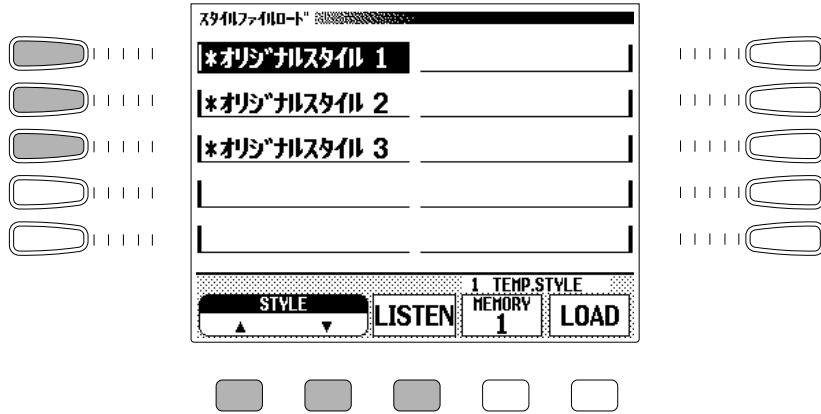 スタイルファイルロード
*オリジナルスタイル 1
*オリジナルスタイル 2
*オリジナルスタイル 3
1 TEMP.STYLE
STYLE
▲ ▼
LISTEN
MEMORY
1
LOAD